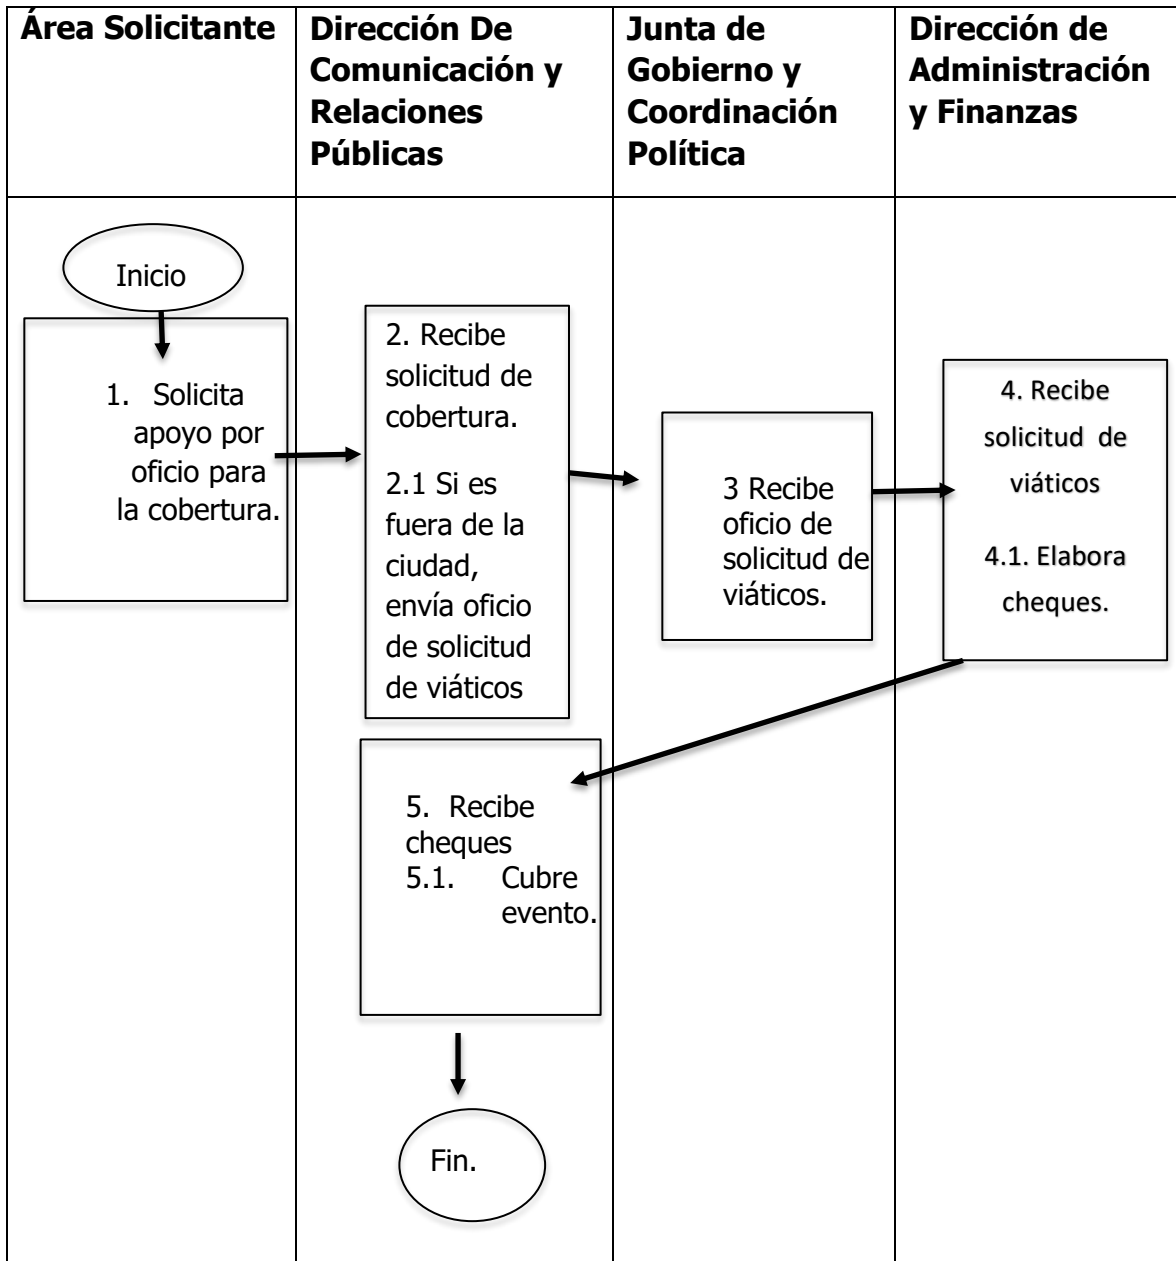 Área Solicitante
Dirección De
Comunicación y
Relaciones
Públicas
Junta de
Gobierno y
Coordinación
Política
Dirección de
Administración
y Finanzas
Inicio
1. Solicita
apoyo por
oficio para
la cobertura.
2. Recibe
solicitud de
cobertura.
2.1 Si es
fuera de la
ciudad,
envía oficio
de solicitud
de viáticos
3 Recibe
oficio de
solicitud de
viáticos.
4. Recibe
solicitud de
viáticos
4.1. Elabora
cheques.
5. Recibe
cheques
5.1. Cubre
evento.
Fin.